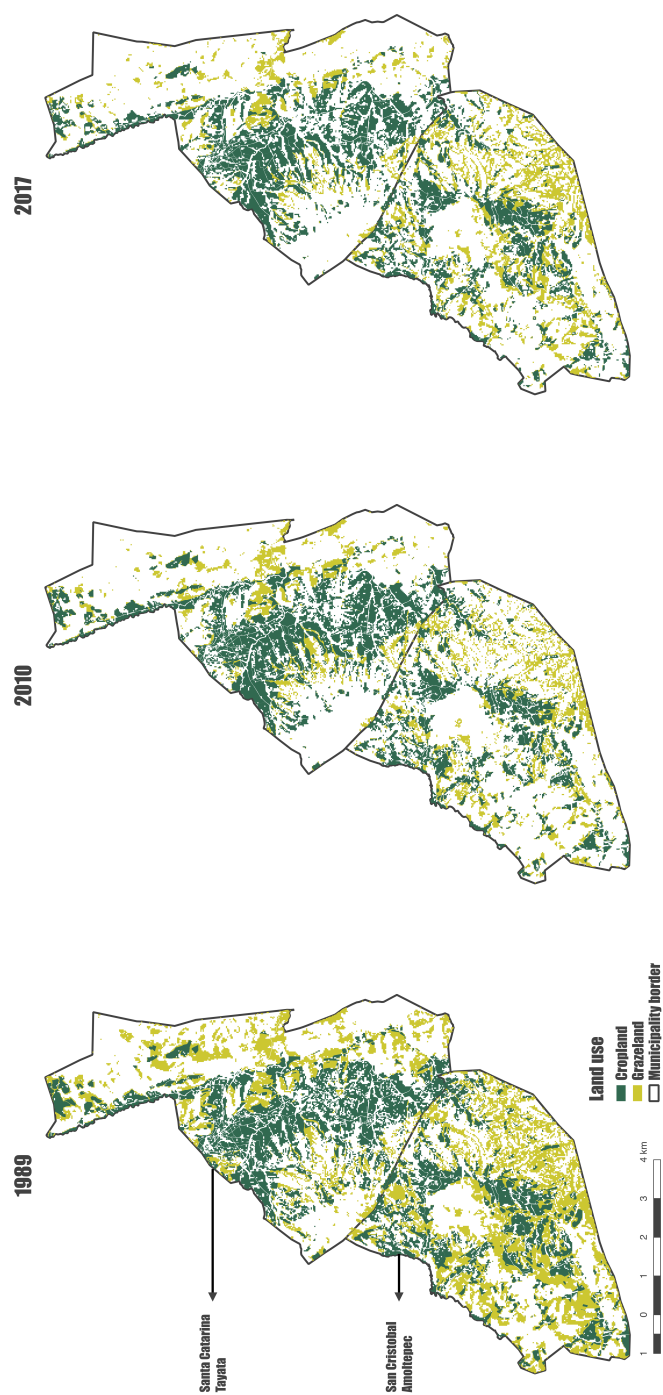 1989
2010
2017
Santa Catarina
Tayata
San Cristobal
Amoltepec
Land use
Cropland
Grazeland
Municipality border
1 0 1 2 3 4 km